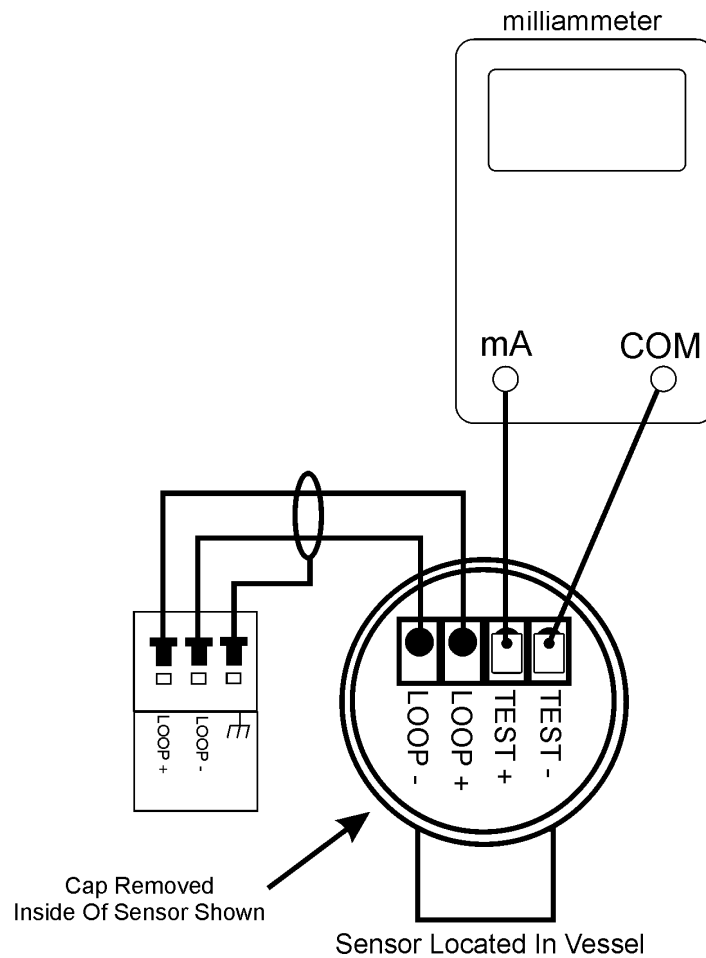 milliammeter
mA
COM
LOOP -
LOOP +
TEST +
TEST -
LOOP +
LOOP -
Cap Removed
Inside Of Sensor Shown
Sensor Located In Vessel